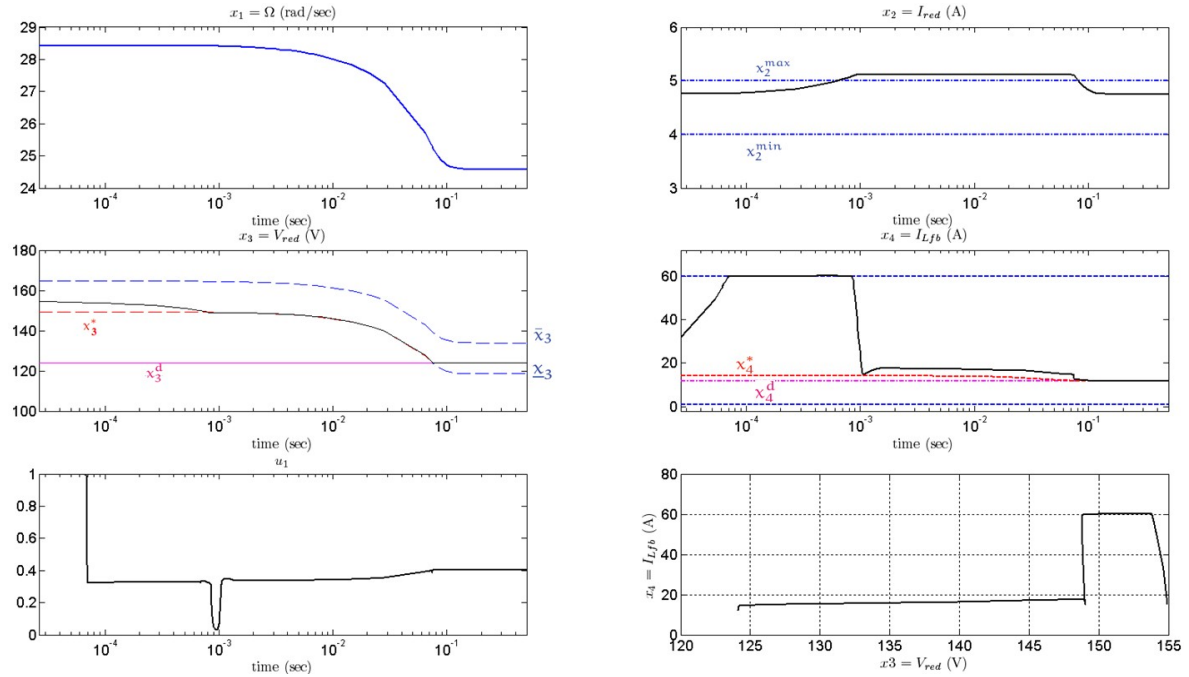 x₁ = Ω (rad/sec)
29
28
27
26
25
24
10⁻⁴ 10⁻³ 10⁻² 10⁻¹
time (sec)
x₂ = I_red (A)
6
5
4
3
x₂^max
x₂^min
10⁻⁴ 10⁻³ 10⁻² 10⁻¹
time (sec)
x₃ = V_red (V)
180
160
140
120
100
x₃*
x₃^d
x̄₃
x̲₃
10⁻⁴ 10⁻³ 10⁻² 10⁻¹
time (sec)
x₄ = I_Lfb (A)
60
40
20
0
x₄*
x₄^d
10⁻⁴ 10⁻³ 10⁻² 10⁻¹
time (sec)
u₁
1
0.8
0.6
0.4
0.2
0
10⁻⁴ 10⁻³ 10⁻² 10⁻¹
time (sec)
80
60
40
20
0
x₄ = I_Lfb (A)
120 125 130 135 140 145 150 155
x3 = V_red (V)